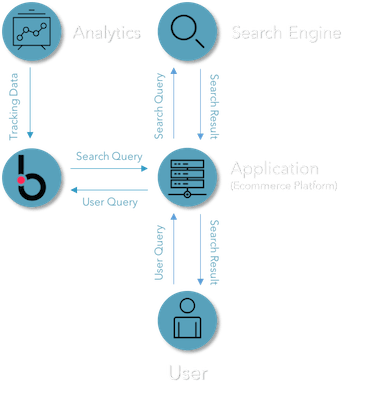 Analytics
Search Engine
Tracking Data
Search Query
Search Result
Search Query
User Query
b
Application
(Ecommerce Platform)
User Query
Search Result
User